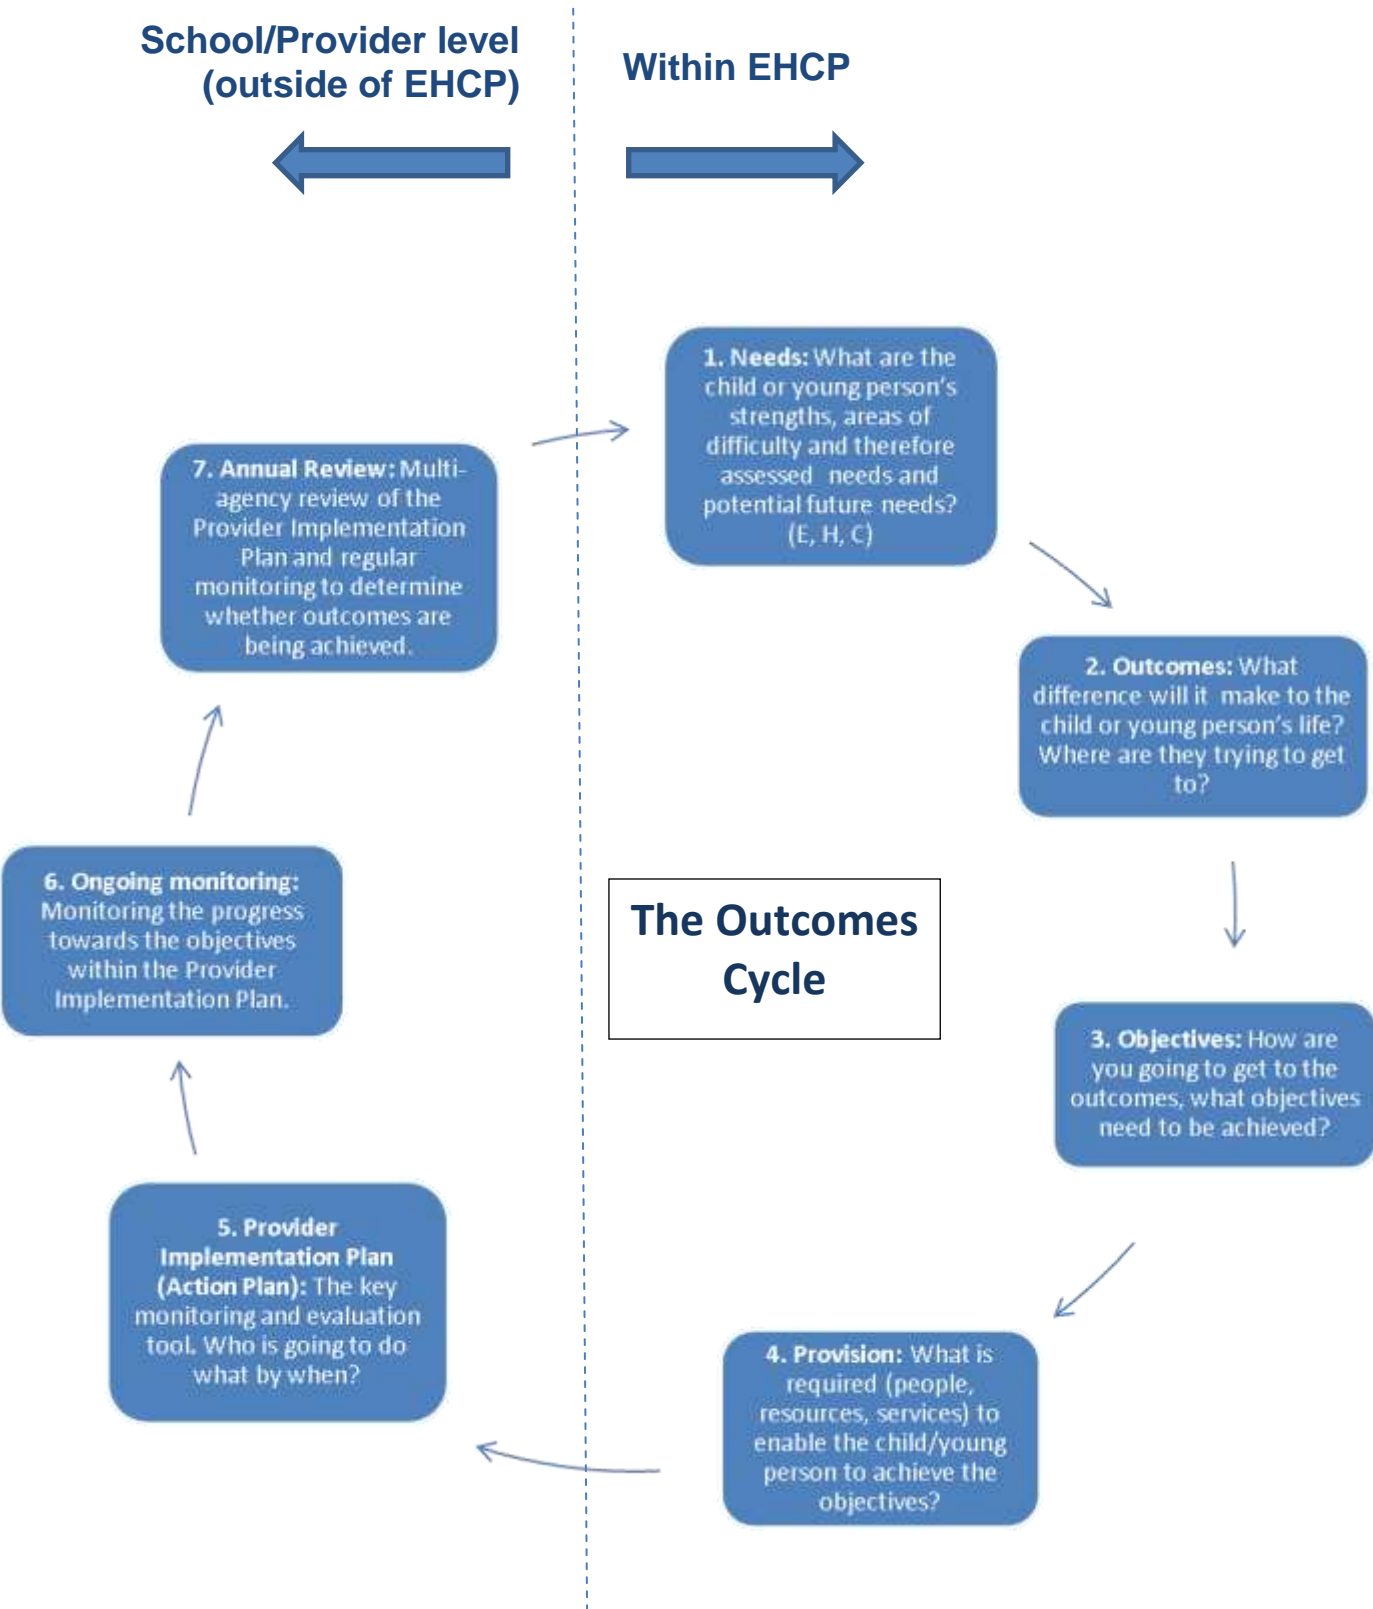 School/Provider level
(outside of EHCP)
Within EHCP
1. Needs: What are the
child or young person's
strengths, areas of
difficulty and therefore
assessed needs and
potential future needs?
(E, H, C)
2. Outcomes: What
difference will it make to the
child or young person's life?
Where are they trying to get
to?
3. Objectives: How are
you going to get to the
outcomes, what objectives
need to be achieved?
4. Provision: What is
required (people,
resources, services) to
enable the child/young
person to achieve the
objectives?
5. Provider
Implementation Plan
(Action Plan): The key
monitoring and evaluation
tool. Who is going to do
what by when?
6. Ongoing monitoring:
Monitoring the progress
towards the objectives
within the Provider
Implementation Plan.
7. Annual Review: Multi-
agency review of the
Provider Implementation
Plan and regular
monitoring to determine
whether outcomes are
being achieved.
The Outcomes
Cycle